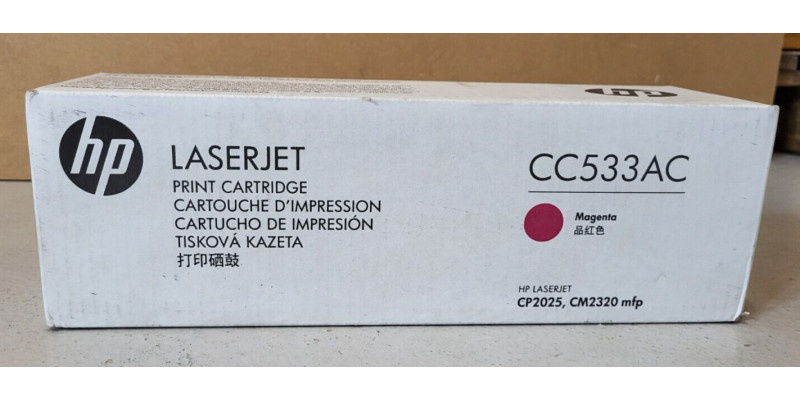 hp
LASERJET
PRINT CARTRIDGE
CARTOUCHE D'IMPRESSION
CARTUCHO DE IMPRESIÓN
TISKOVÁ KAZETA
打印硒鼓
CC533AC
Magenta
品红色
HP LASERJET
CP2025, CM2320 mfp